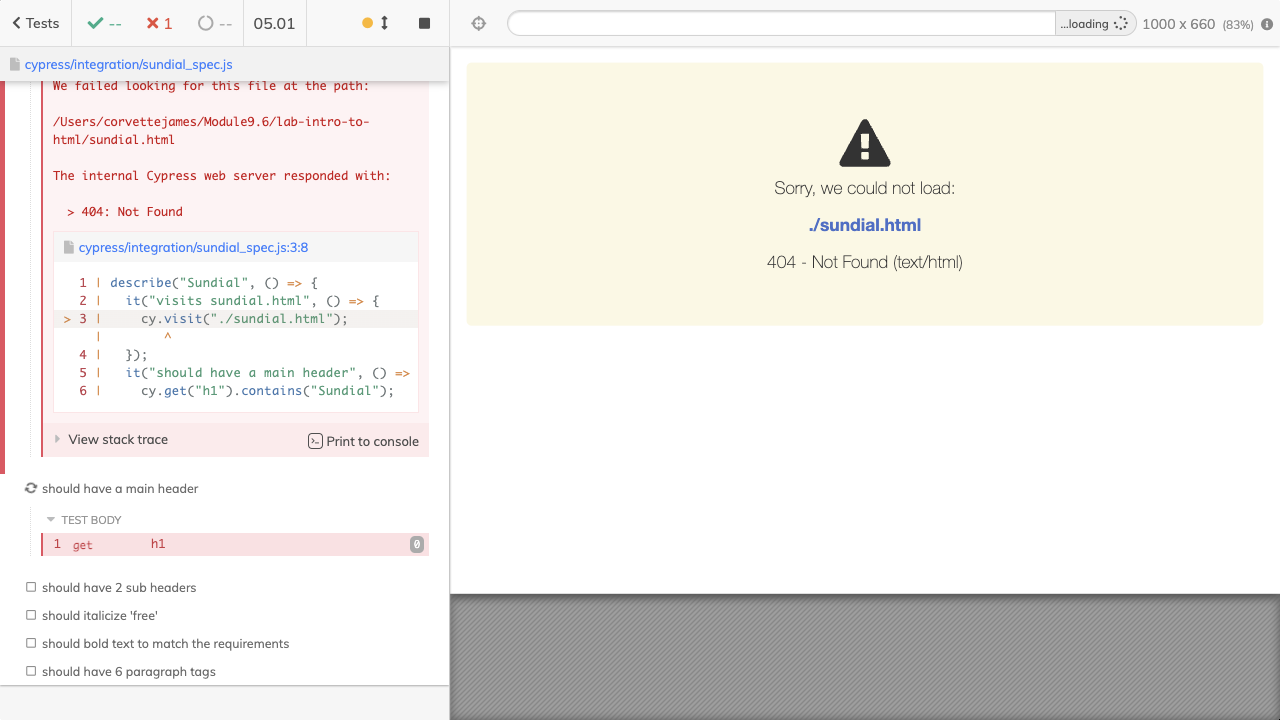 Tests
--
1
--
05.01
...loading
1000 x 660 (83%)
cypress/integration/sundial_spec.js
We failed looking for this file at the path:
/Users/corvettejames/Module9.6/lab-intro-to-
html/sundial.html
The internal Cypress web server responded with:
> 404: Not Found
cypress/integration/sundial_spec.js:3:8
1 | describe("Sundial", () => {
2 |   it("visits sundial.html", () => {
> 3 |     cy.visit("./sundial.html");
|        ^
4 |   });
5 |   it("should have a main header", () =>
6 |     cy.get("h1").contains("Sundial");
View stack trace
Print to console
should have a main header
TEST BODY
1 get h1 0
should have 2 sub headers
should italicize 'free'
should bold text to match the requirements
should have 6 paragraph tags
Sorry, we could not load:
./sundial.html
404 - Not Found (text/html)